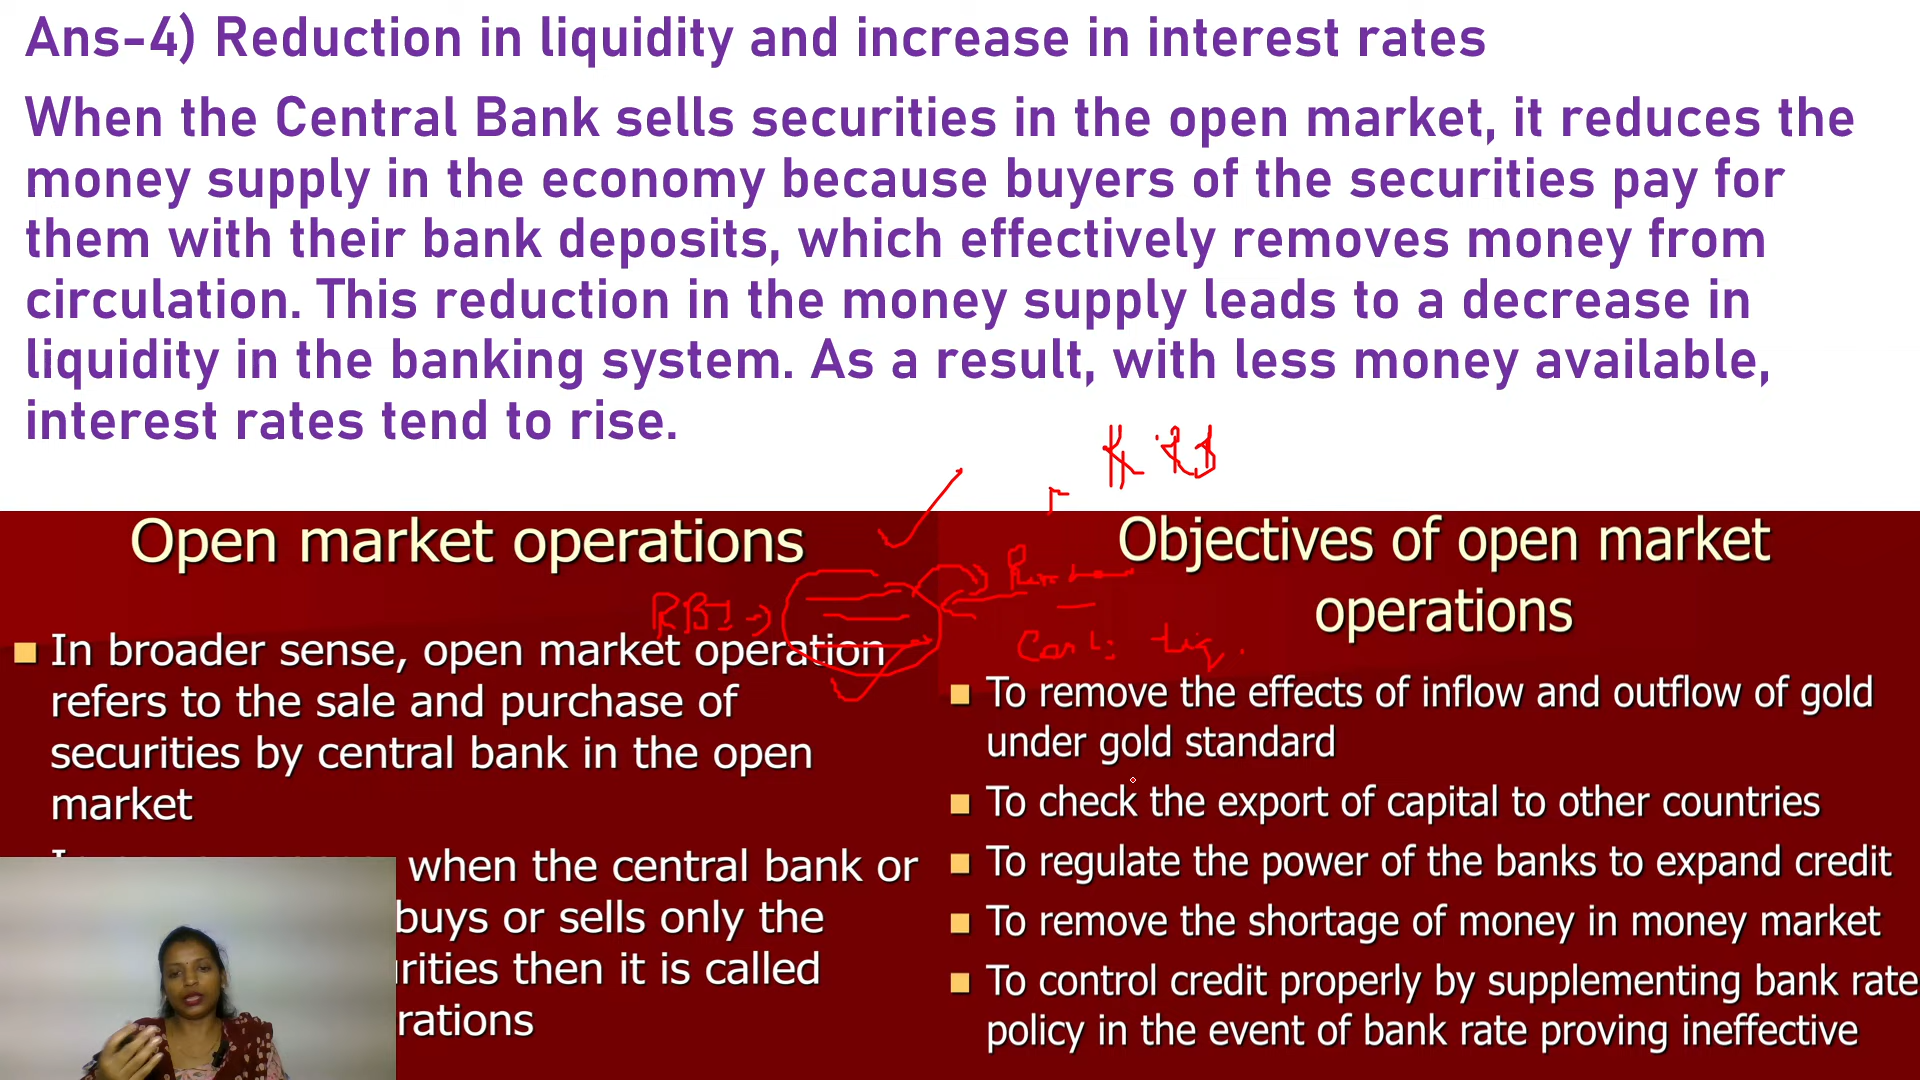 Ans-4) Reduction in liquidity and increase in interest rates
When the Central Bank sells securities in the open market, it reduces the
money supply in the economy because buyers of the securities pay for
them with their bank deposits, which effectively removes money from
circulation. This reduction in the money supply leads to a decrease in
liquidity in the banking system. As a result, with less money available,
interest rates tend to rise.
Open market operations
RBI
In broader sense, open market operation
refers to the sale and purchase of
securities by central bank in the open
market
when the central bank or
buys or sells only the
rities then it is called
rations
Objectives of open market
operations
Liq.
To remove the effects of inflow and outflow of gold
under gold standard
To check the export of capital to other countries
To regulate the power of the banks to expand credit
To remove the shortage of money in money market
To control credit properly by supplementing bank rate
policy in the event of bank rate proving ineffective